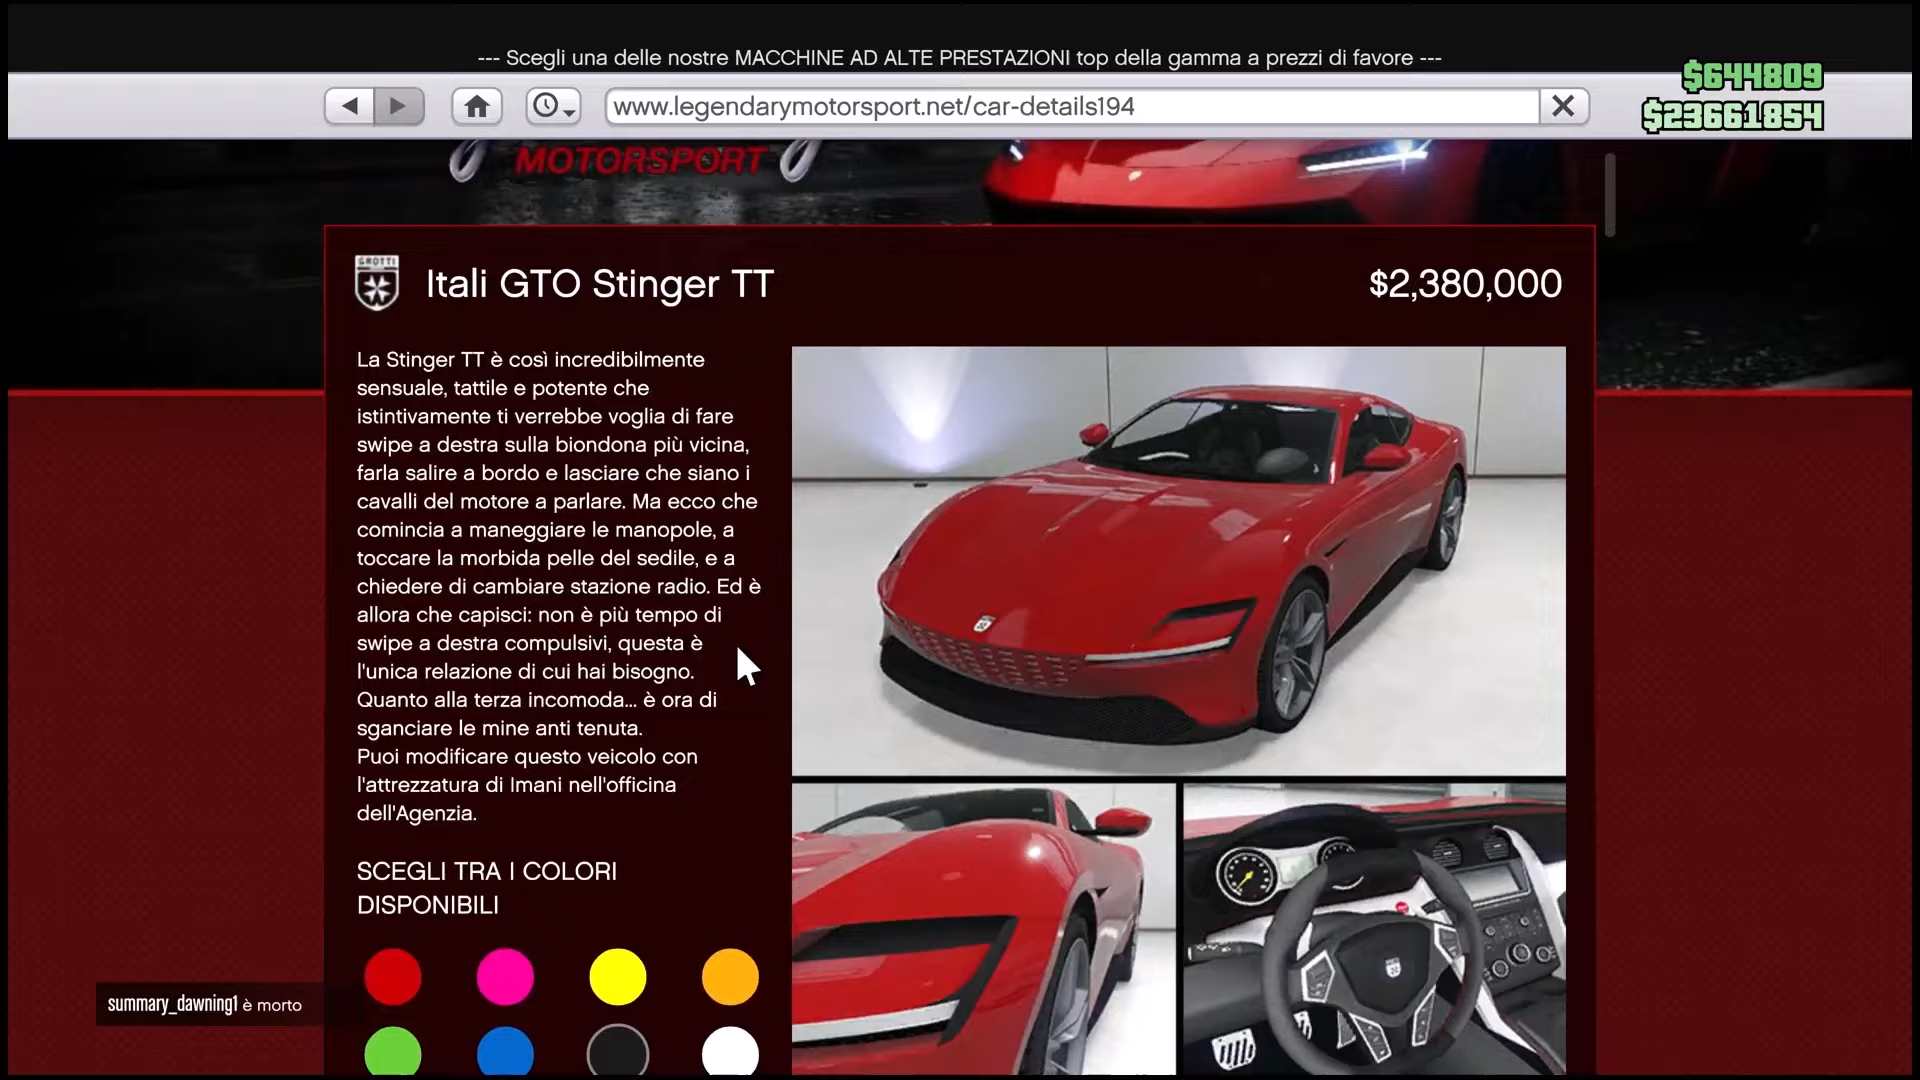 --- Scegli una delle nostre MACCHINE AD ALTE PRESTAZIONI top della gamma a prezzi di favore ---
$644809
www.legendarymotorsport.net/car-details194
$23661854
MOTORSPORT
GROTTI
Itali GTO Stinger TT
$2,380,000
La Stinger TT è così incredibilmente
sensuale, tattile e potente che
istintivamente ti verrebbe voglia di fare
swipe a destra sulla biondona più vicina,
farla salire a bordo e lasciare che siano i
cavalli del motore a parlare. Ma ecco che
comincia a maneggiare le manopole, a
toccare la morbida pelle del sedile, e a
chiedere di cambiare stazione radio. Ed è
allora che capisci: non è più tempo di
swipe a destra compulsivi, questa è
l'unica relazione di cui hai bisogno.
Quanto alla terza incomoda... è ora di
sganciare le mine anti tenuta.
Puoi modificare questo veicolo con
l'attrezzatura di Imani nell'officina
dell'Agenzia.
SCEGLI TRA I COLORI
DISPONIBILI
summary_dawning1 è morto